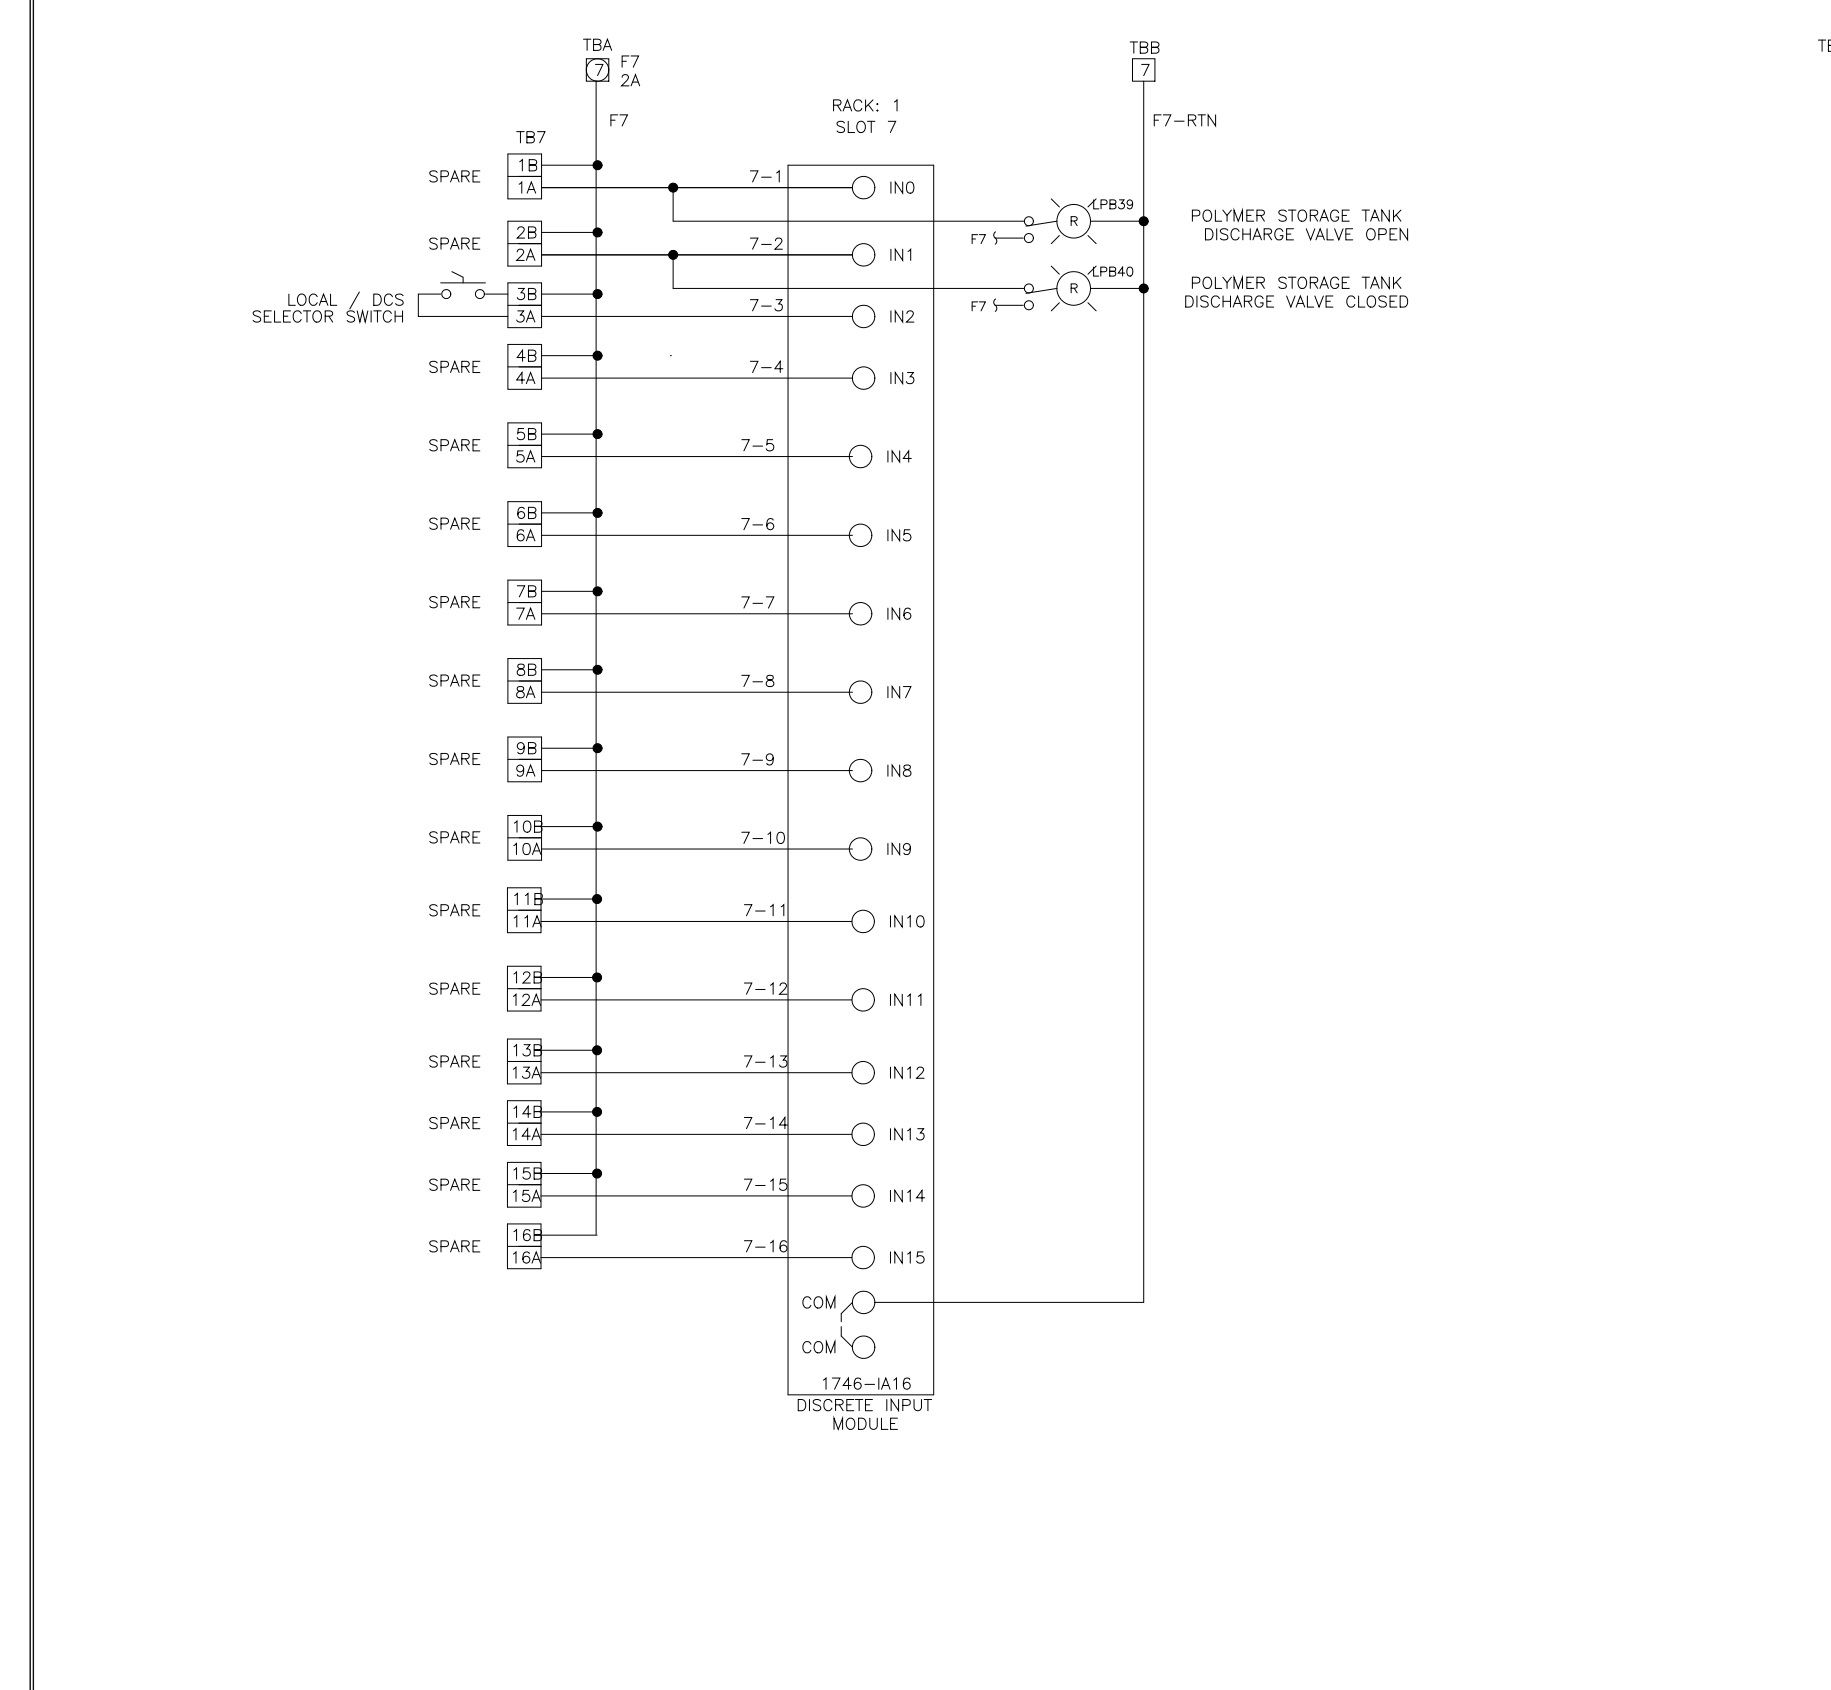 TBA
7
F7
2A
F7
TBB
7
F7-RTN
RACK: 1
SLOT 7
TB7
SPARE
1B
1A
7-1
IN0
LPB39
R
F7
POLYMER STORAGE TANK
DISCHARGE VALVE OPEN
SPARE
2B
2A
7-2
IN1
LPB40
R
F7
POLYMER STORAGE TANK
DISCHARGE VALVE CLOSED
LOCAL / DCS
SELECTOR SWITCH
3B
3A
7-3
IN2
SPARE
4B
4A
7-4
IN3
SPARE
5B
5A
7-5
IN4
SPARE
6B
6A
7-6
IN5
SPARE
7B
7A
7-7
IN6
SPARE
8B
8A
7-8
IN7
SPARE
9B
9A
7-9
IN8
SPARE
10B
10A
7-10
IN9
SPARE
11B
11A
7-11
IN10
SPARE
12B
12A
7-12
IN11
SPARE
13B
13A
7-13
IN12
SPARE
14B
14A
7-14
IN13
SPARE
15B
15A
7-15
IN14
SPARE
16B
16A
7-16
IN15
COM
COM
1746-IA16
DISCRETE INPUT
MODULE